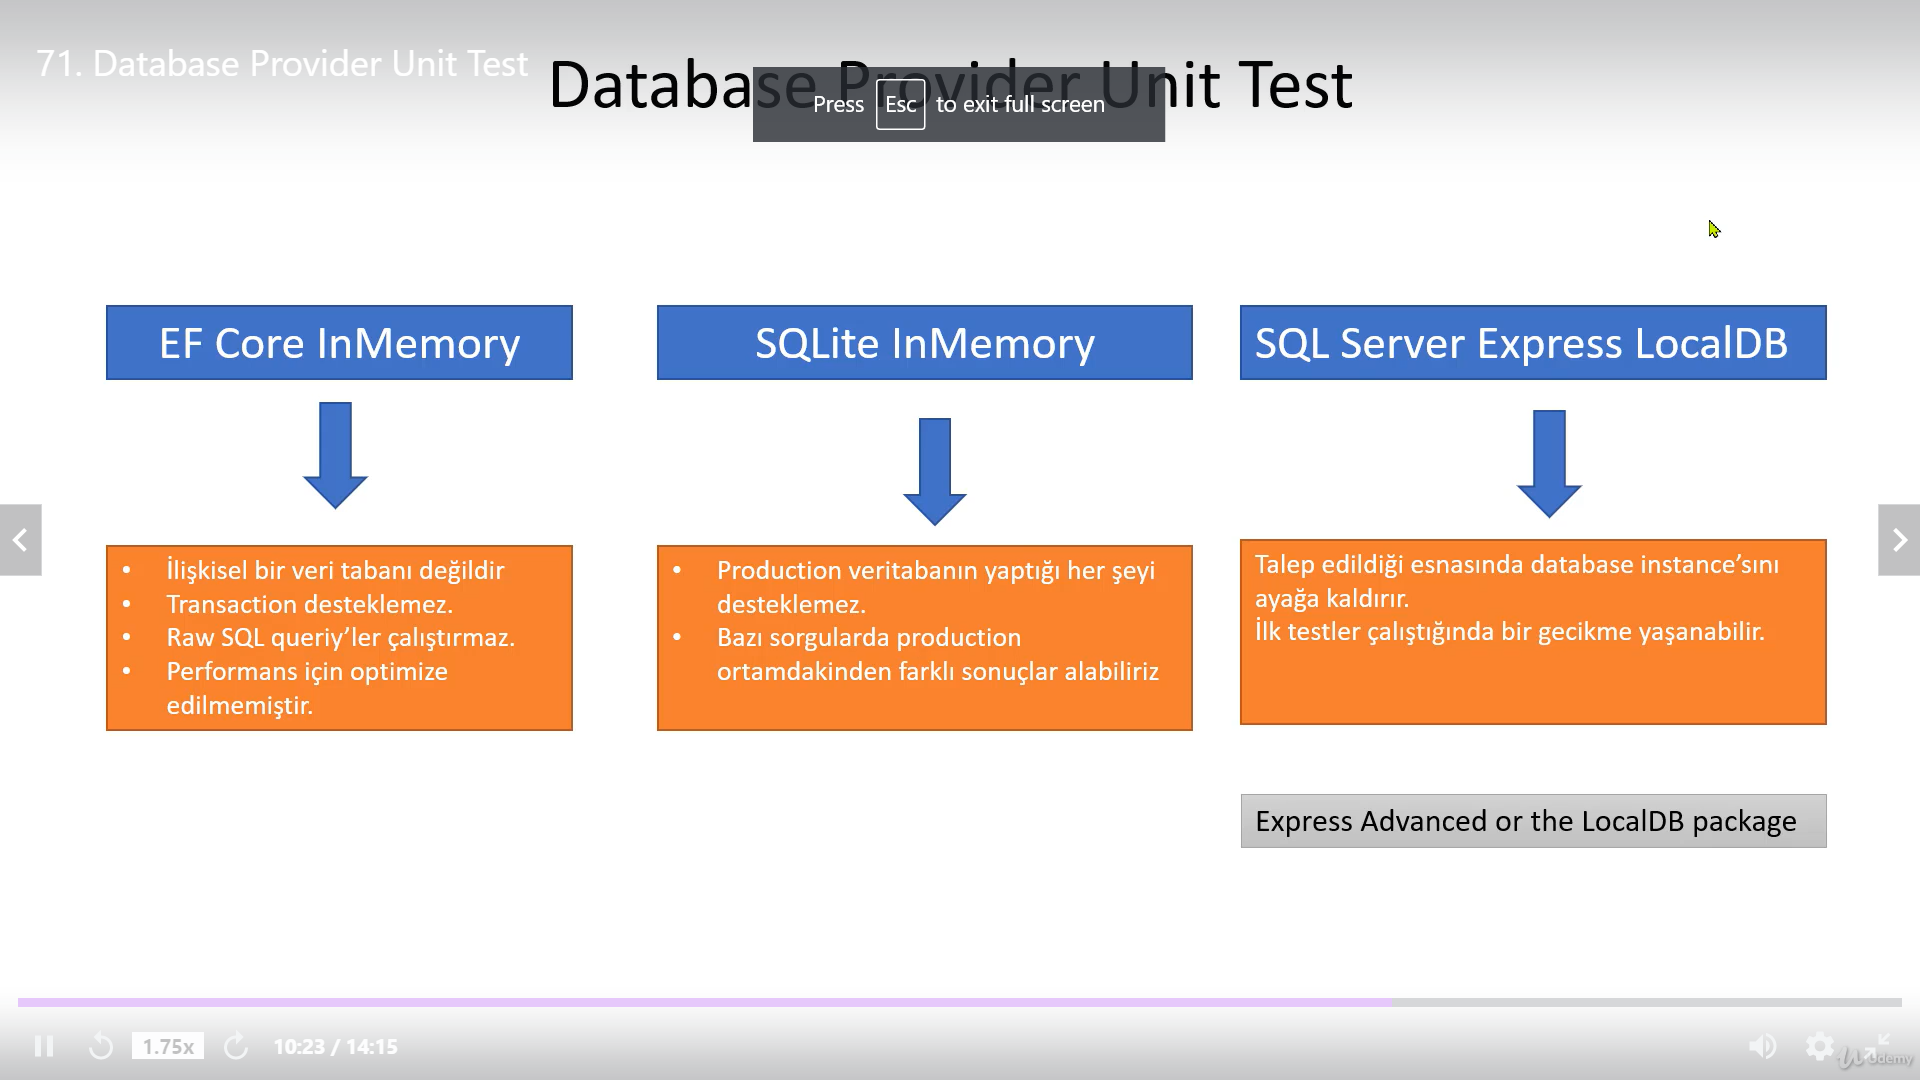 71. Database Provider Unit Test
Database Provider Unit Test
Press Esc to exit full screen
EF Core InMemory
SQLite InMemory
SQL Server Express LocalDB
• İlişkisel bir veri tabanı değildir
• Transaction desteklemez.
• Raw SQL queriy’ler çalıştırmaz.
• Performans için optimize
edilmemiştir.
• Production veritabanın yaptığı her şeyi
desteklemez.
• Bazı sorgularda production
ortamdakinden farklı sonuçlar alabiliriz
Talep edildiği esnasında database instance’sını
ayağa kaldırır.
İlk testler çalıştığında bir gecikme yaşanabilir.
Express Advanced or the LocalDB package
1.75x
10:23 / 14:15
Udemy